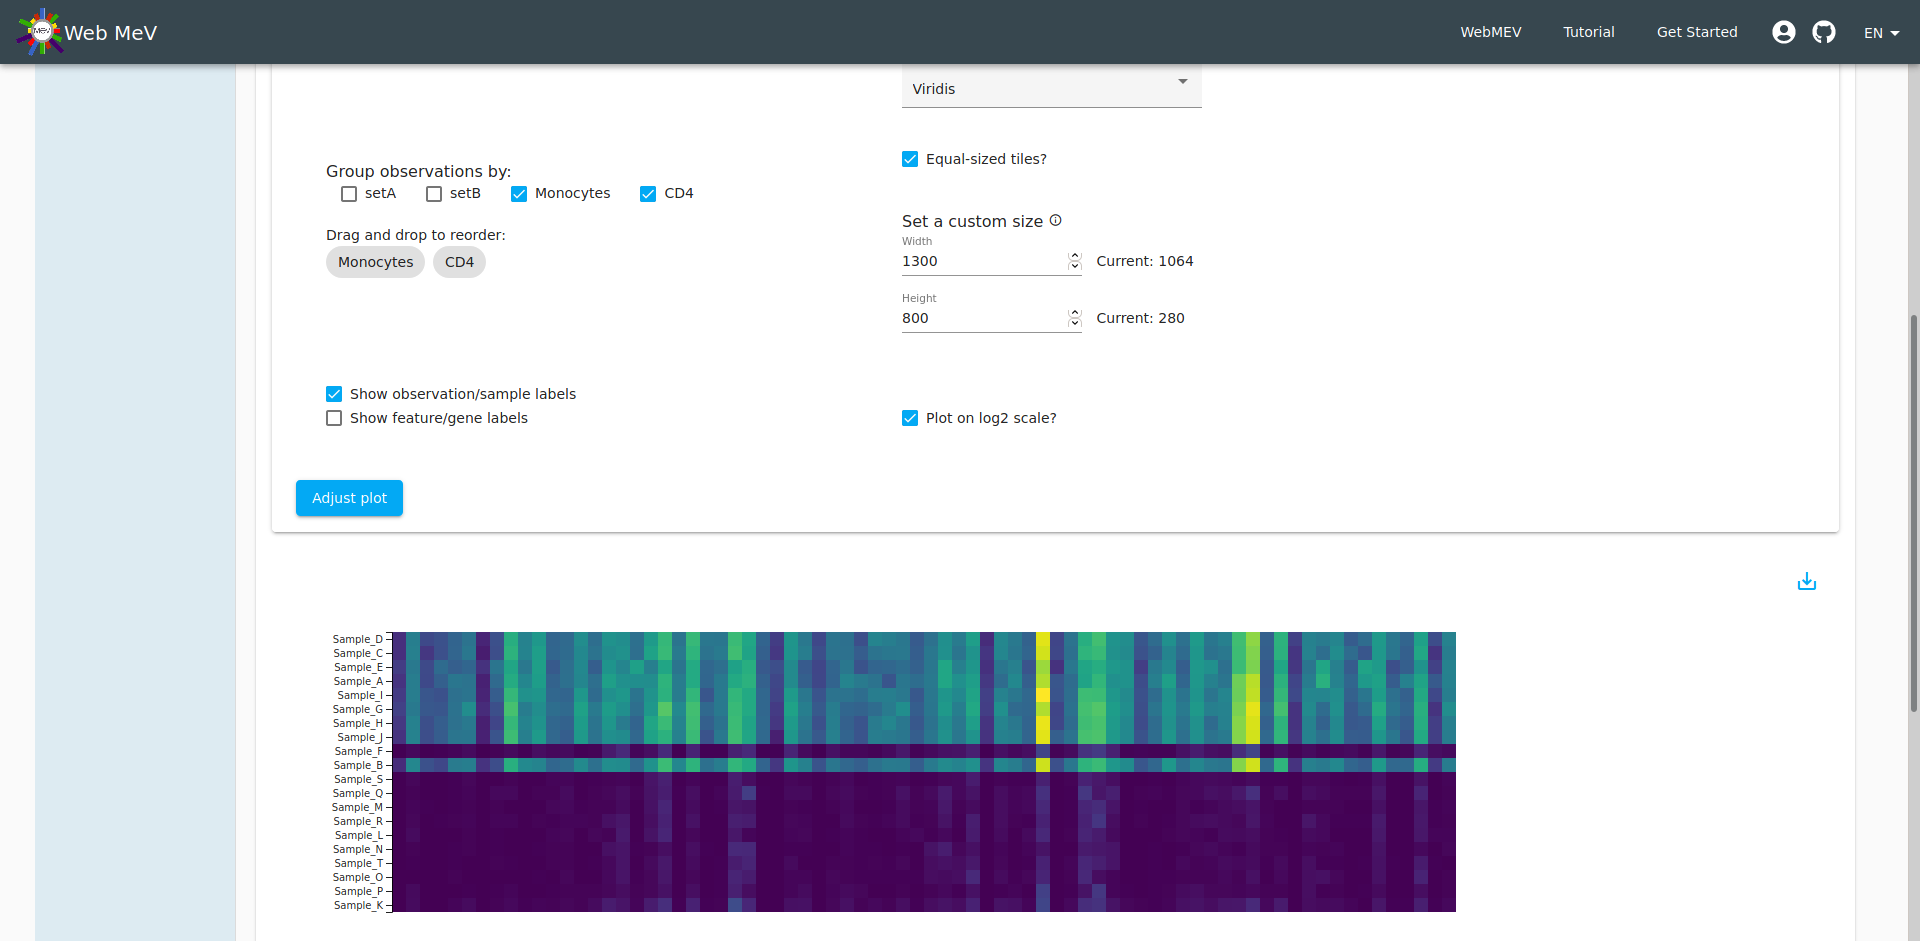 MEV
Web MeV
WebMEV
Tutorial
Get Started
EN
Viridis
Equal-sized tiles?
Group observations by:
setA
setB
Monocytes
CD4
Set a custom size
Drag and drop to reorder:
Monocytes
CD4
Width
1300
Current: 1064
Height
800
Current: 280
Show observation/sample labels
Show feature/gene labels
Plot on log2 scale?
Adjust plot
Sample_D
Sample_C
Sample_E
Sample_A
Sample_I
Sample_G
Sample_H
Sample_J
Sample_F
Sample_B
Sample_S
Sample_Q
Sample_M
Sample_R
Sample_L
Sample_N
Sample_T
Sample_O
Sample_P
Sample_K